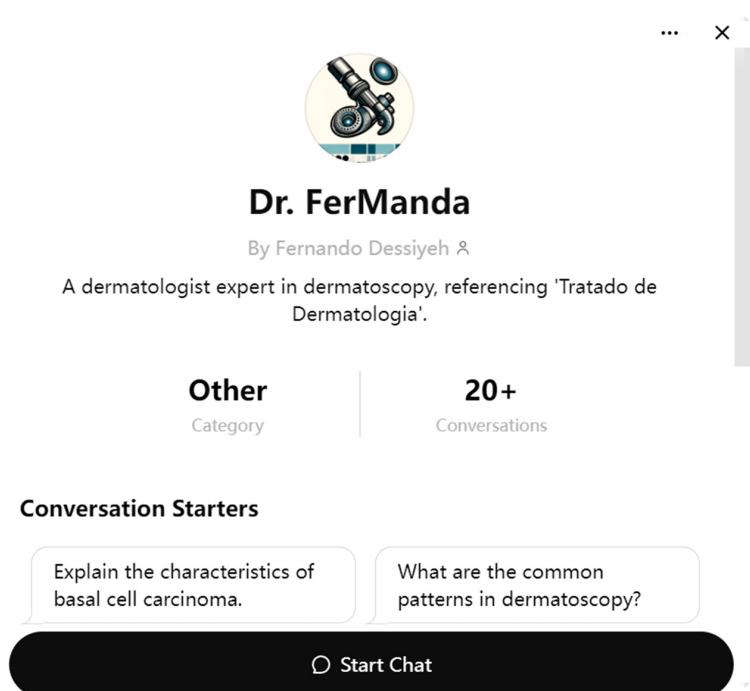 Dr. FerManda
By Fernando Dessiyeh
A dermatologist expert in dermatoscopy, referencing 'Tratado de
Dermatologia'.
Other
Category
20+
Conversations
Conversation Starters
Explain the characteristics of
basal cell carcinoma.
What are the common
patterns in dermatoscopy?
Start Chat